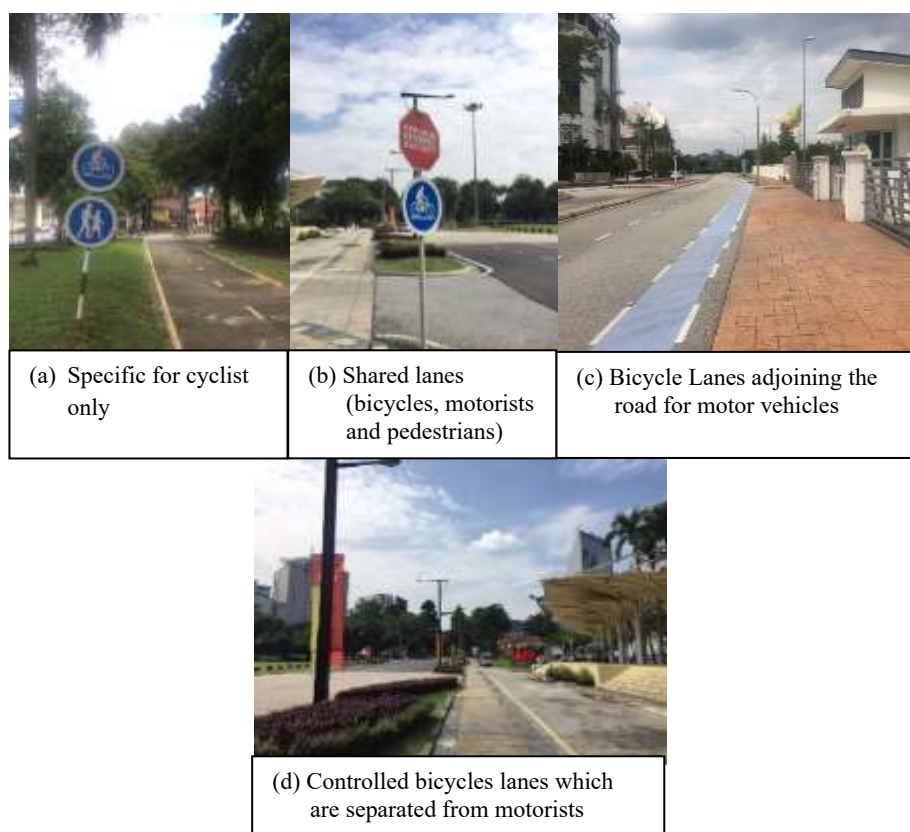 (a) Specific for cyclist
only
(b) Shared lanes
(bicycles, motorists
and pedestrians)
(c) Bicycle Lanes adjoining the
road for motor vehicles
(d) Controlled bicycles lanes which
are separated from motorists